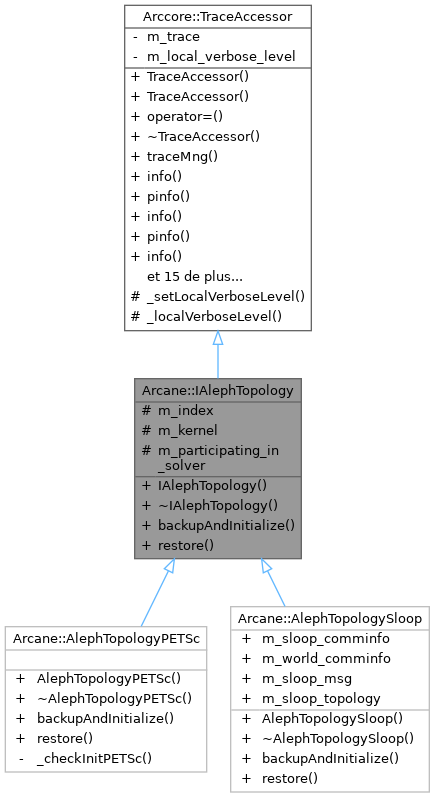 Arccore::TraceAccessor
- m_trace
- m_local_verbose_level
+ TraceAccessor()
+ TraceAccessor()
+ operator=()
+ ~TraceAccessor()
+ traceMng()
+ info()
+ pinfo()
+ info()
+ pinfo()
+ info()
et 15 de plus...
# _setLocalVerboseLevel()
# _localVerboseLevel()
Arcane::IAlephTopology
# m_index
# m_kernel
# m_participating_in
_solver
+ IAlephTopology()
+ ~IAlephTopology()
+ backupAndInitialize()
+ restore()
Arcane::AlephTopologyPETSc
+ AlephTopologyPETSc()
+ ~AlephTopologyPETSc()
+ backupAndInitialize()
+ restore()
- _checkInitPETSc()
Arcane::AlephTopologySloop
+ m_sloop_comminfo
+ m_world_comminfo
+ m_sloop_msg
+ m_sloop_topology
+ AlephTopologySloop()
+ ~AlephTopologySloop()
+ backupAndInitialize()
+ restore()